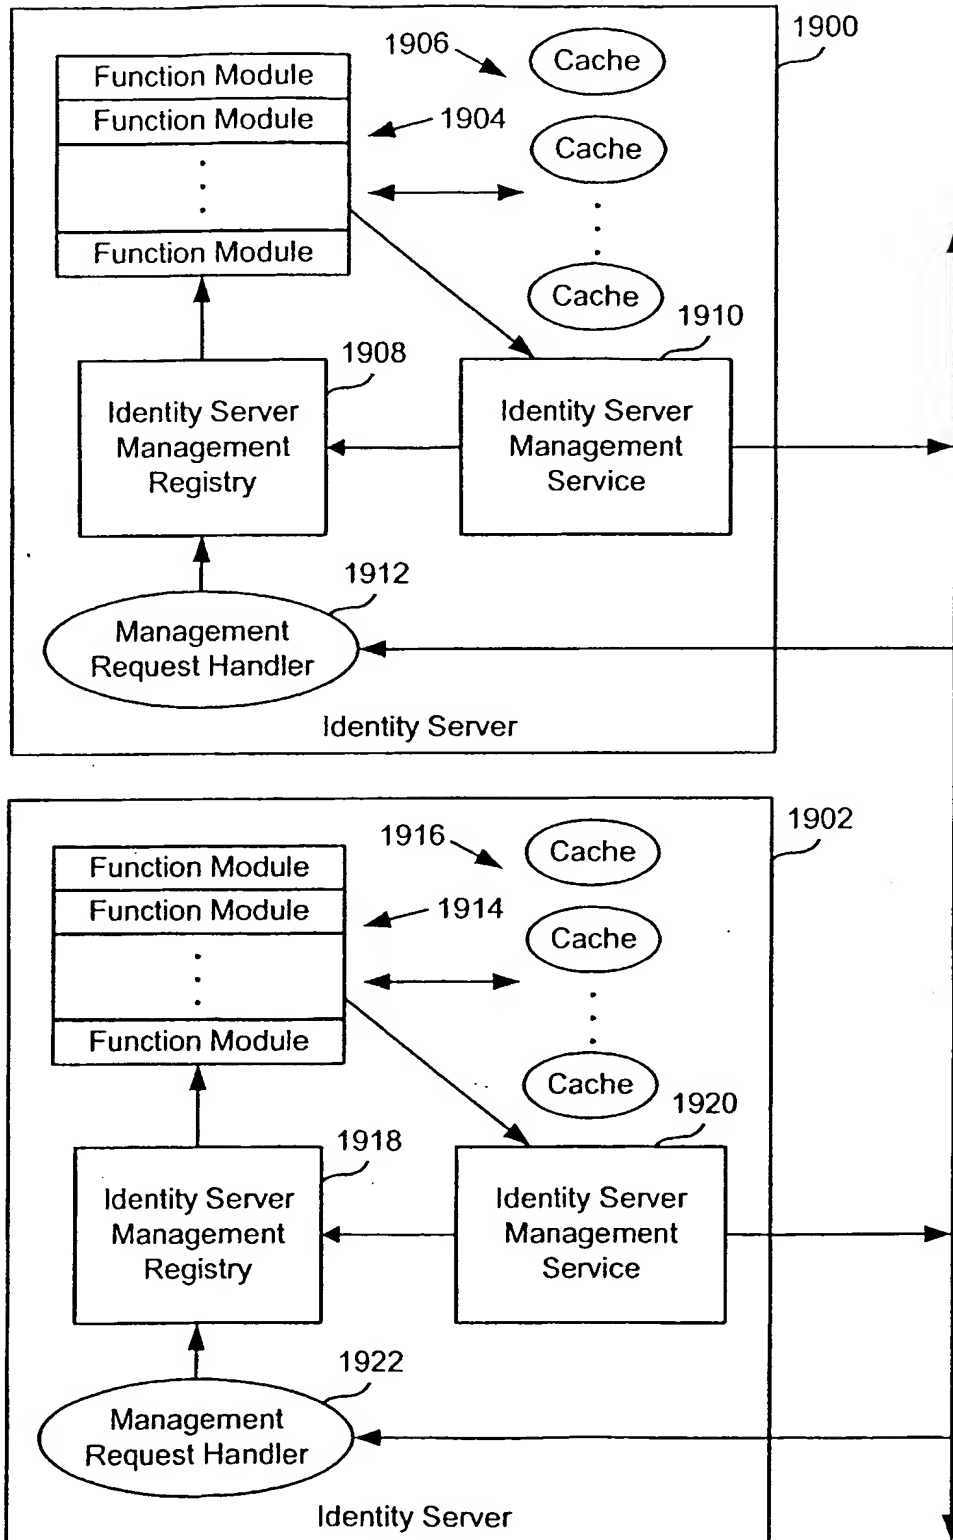 1900
1906
Cache
Function Module
Function Module
1904
Cache
Function Module
Cache
1910
1908
Identity Server
Management
Registry
Identity Server
Management
Service
1912
Management
Request Handler
Identity Server
1902
1916
Cache
Function Module
Function Module
1914
Cache
Function Module
Cache
1920
1918
Identity Server
Management
Registry
Identity Server
Management
Service
1922
Management
Request Handler
Identity Server